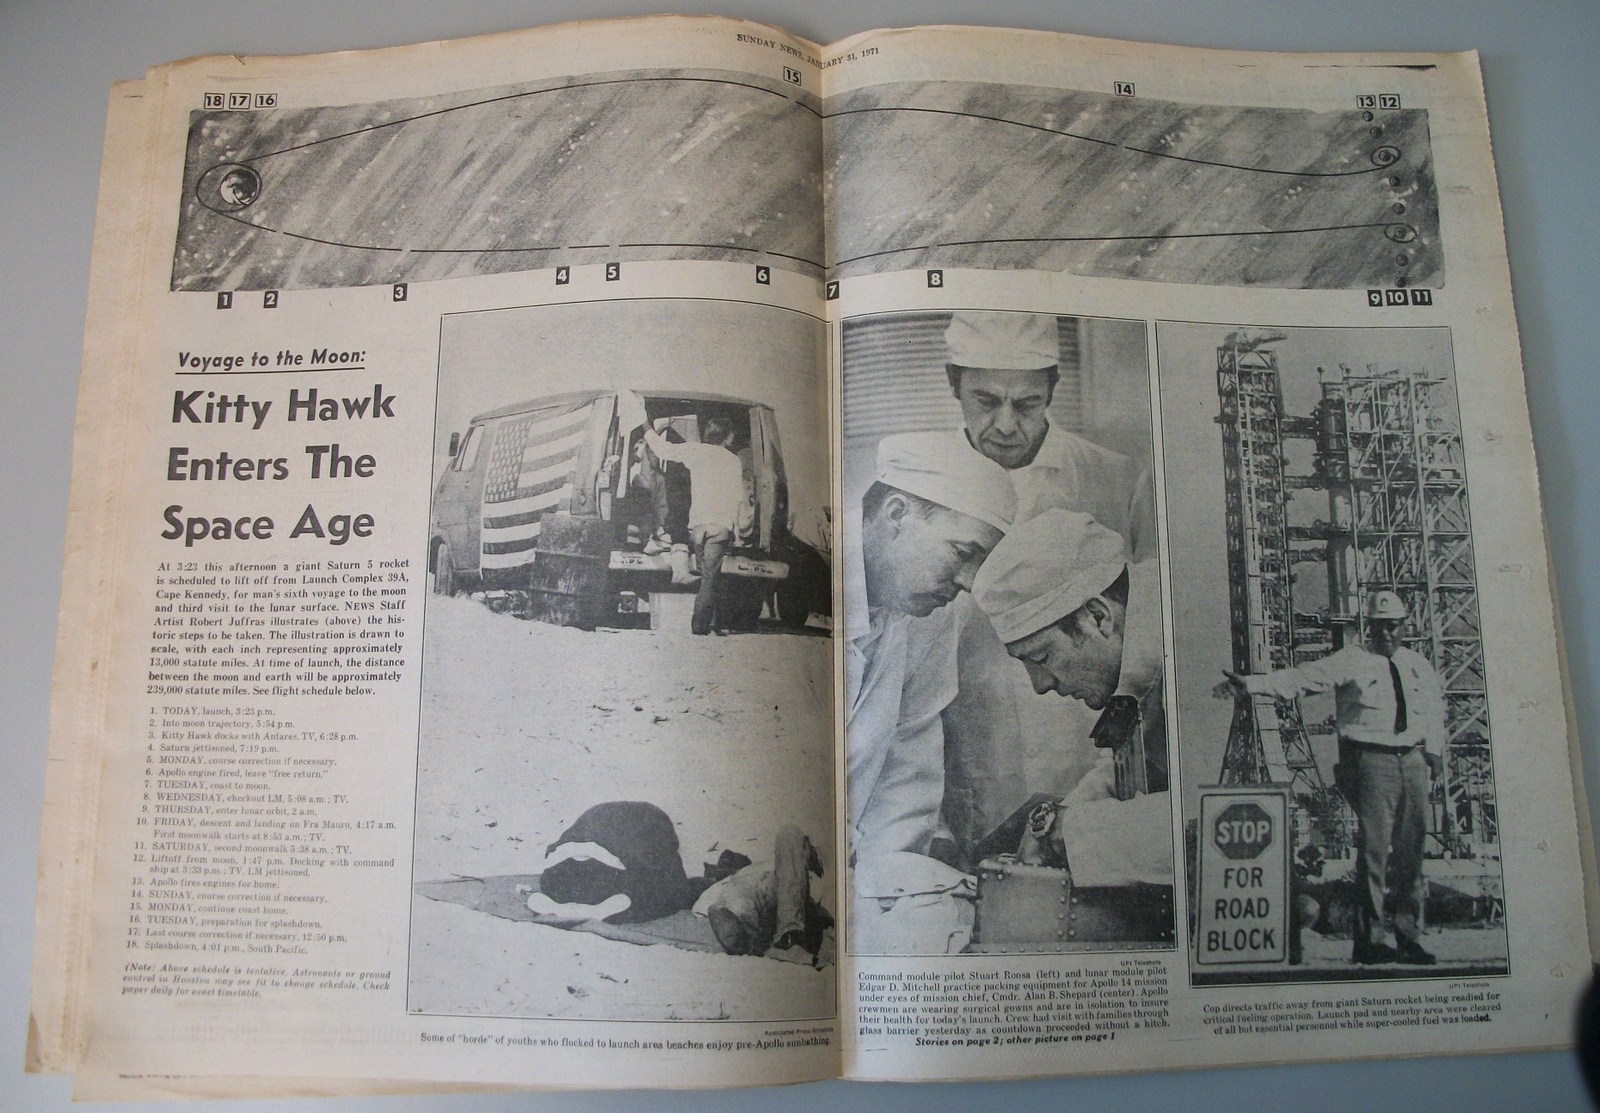 SUNDAY NEWS, JANUARY 31, 1971
18 17 16
15
14
13 12
1
2
3
4
5
6
7
8
9 10 11
Voyage to the Moon:
Kitty Hawk
Enters The
Space Age
At 3:23 this afternoon a giant Saturn 5 rocket
is scheduled to lift off from Launch Complex 39A,
Cape Kennedy, for man's sixth voyage to the moon
and third visit to the lunar surface. NEWS Staff
Artist Robert Juffras illustrates (above) the his-
toric steps to be taken. The illustration is drawn to
scale, with each inch representing approximately
13,000 statute miles. At time of launch, the distance
between the moon and earth will be approximately
239,000 statute miles. See flight schedule below.
1. TODAY, launch, 3:23 p.m.
2. Into moon trajectory, 5:54 p.m.
3. Kitty Hawk docks with Antares. TV, 6:28 p.m.
4. Saturn jettisoned, 7:19 p.m.
5. MONDAY, course correction if necessary.
6. Apollo engine fired, leave "free return."
7. TUESDAY, coast to moon.
8. WEDNESDAY, checkout LM, 5:08 a.m.; TV.
9. THURSDAY, enter lunar orbit, 2 a.m.
10. FRIDAY, descent and landing on Fra Mauro, 4:17 a.m.
First moonwalk starts at 8:53 a.m.; TV.
11. SATURDAY, second moonwalk 5:38 a.m.; TV.
12. Liftoff from moon, 1:47 p.m. Docking with command
ship at 3:33 p.m.; TV. LM jettisoned.
13. Apollo fires engines for home.
14. SUNDAY, course correction if necessary.
15. MONDAY, continue coast home.
16. TUESDAY, preparation for splashdown.
17. Last course correction if necessary, 12:50 p.m.
18. Splashdown, 4:01 p.m., South Pacific.
(Note: Above schedule is tentative. Astronauts or ground
control in Houston may see fit to change schedule. Check
paper daily for exact timetable.
Associated Press
Some of "horde" of youths who flocked to launch area beaches enjoy pre-Apollo sunbathing.
UPI Telephoto
Command module pilot Stuart Roosa (left) and lunar module pilot
Edgar D. Mitchell practice packing equipment for Apollo 14 mission
under eyes of mission chief, Cmdr. Alan B. Shepard (center). Apollo
crewmen are wearing surgical gowns and are in isolation to insure
their health for today's launch. Crew had visit with families through
glass barrier yesterday as countdown proceeded without a hitch.
Stories on page 2; other picture on page 1
STOP
FOR
ROAD
BLOCK
UPI Telephoto
Cop directs traffic away from giant Saturn rocket being readied for
critical fueling operation. Launch pad and nearby area were cleared
of all but essential personnel while super-cooled fuel was loaded.